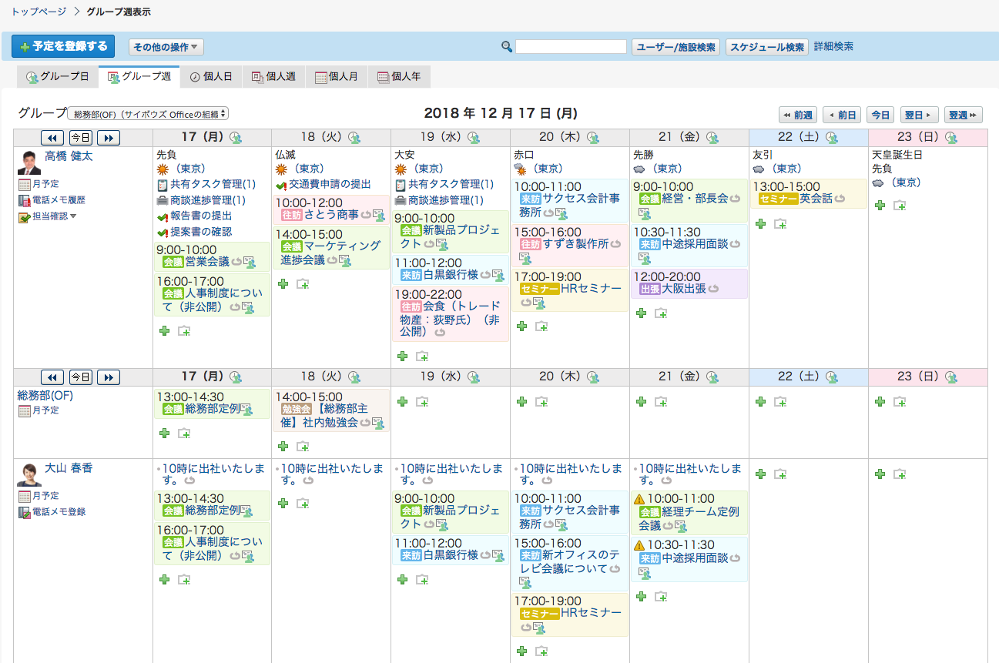 トップページ > グループ週表示
予定を登録する その他の操作 ユーザー/施設検索 スケジュール検索 詳細検索
グループ日 グループ週 個人日 個人週 個人月 個人年
グループ 総務部(OF)（サイボウズ Officeの組織 2018 年 12 月 17 日 (月) 前週 前日 今日 翌日 翌週
今日 17（月） 18（火） 19（水） 20（木） 21（金） 22（土） 23（日）
高橋 健太
月予定
電話メモ履歴
担当確認
先負
（東京）
共有タスク管理(1)
商談進捗管理(1)
報告書の提出
提案書の確認
9:00-10:00
会議 営業会議
16:00-17:00
会議 人事制度につい
て（非公開）
仏滅
（東京）
交通費申請の提出
10:00-12:00
往訪 さとう商事
14:00-15:00
会議 マーケティング
進捗会議
大安
（東京）
共有タスク管理(1)
商談進捗管理(1)
9:00-10:00
会議 新製品プロジェ
クト
11:00-12:00
来訪 白黒銀行様
19:00-22:00
往訪 会食（トレード
物産：荻野氏）（非
公開）
赤口
（東京）
10:00-11:00
来訪 サクセス会計事
務所
15:00-16:00
往訪 すずき製作所
17:00-19:00
セミナー HRセミナー
先勝
（東京）
9:00-10:00
会議 経営・部長会
10:30-11:30
来訪 中途採用面談
12:00-20:00
出張 大阪出張
友引
（東京）
13:00-15:00
セミナー 英会話
天皇誕生日
先負
（東京）
今日 17（月） 18（火） 19（水） 20（木） 21（金） 22（土） 23（日）
総務部(OF)
月予定
13:00-14:30
会議 総務部定例
14:00-15:00
勉強会 【総務部主
催】社内勉強会
大山 春香
月予定
電話メモ登録
10時に出社いたしま
す。
13:00-14:30
会議 総務部定例
16:00-17:00
会議 人事制度につい
て（非公開）
10時に出社いたしま
す。
10時に出社いたしま
す。
9:00-10:00
会議 新製品プロジェ
クト
11:00-12:00
来訪 白黒銀行様
10時に出社いたしま
す。
10:00-11:00
来訪 サクセス会計事
務所
15:00-16:00
来訪 新オフィスのテ
レビ会議について
17:00-19:00
セミナー HRセミナー
10時に出社いたしま
す。
10:00-11:00
会議 経理チーム定例
会議
10:30-11:30
来訪 中途採用面談